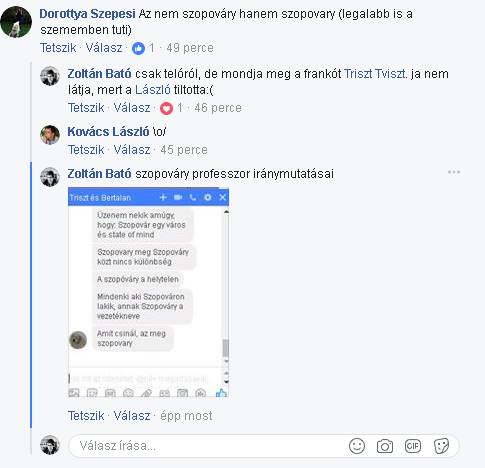 Dorottya Szepesi Az nem szopováry hanem szopovary (legalabb is a
szememben tuti)
Tetszik · Válasz · 1 · 49 perce
Zoltán Bató csak telóról, de mondja meg a frankót Triszt Tviszt. ja nem
látja, mert a László tiltotta:(
Tetszik · Válasz · 1 · 46 perce
Kovács László \o/
Tetszik · Válasz · 45 perce
Zoltán Bató szopováry professzor iránymutatásai
Triszt és Bertalan
Üzenem nekik amúgy,
hogy: Szopovár egy város
és state of mind
Szopovary meg Szopováry
közt nincs különbség
A szopóváry a helytelen
Mindenki aki Szopováron
lakik, annak Szopováry a
vezetékneve
Amit csinál, az meg
szopovary
Tetszik · Válasz · épp most
Válasz írása...
GIF